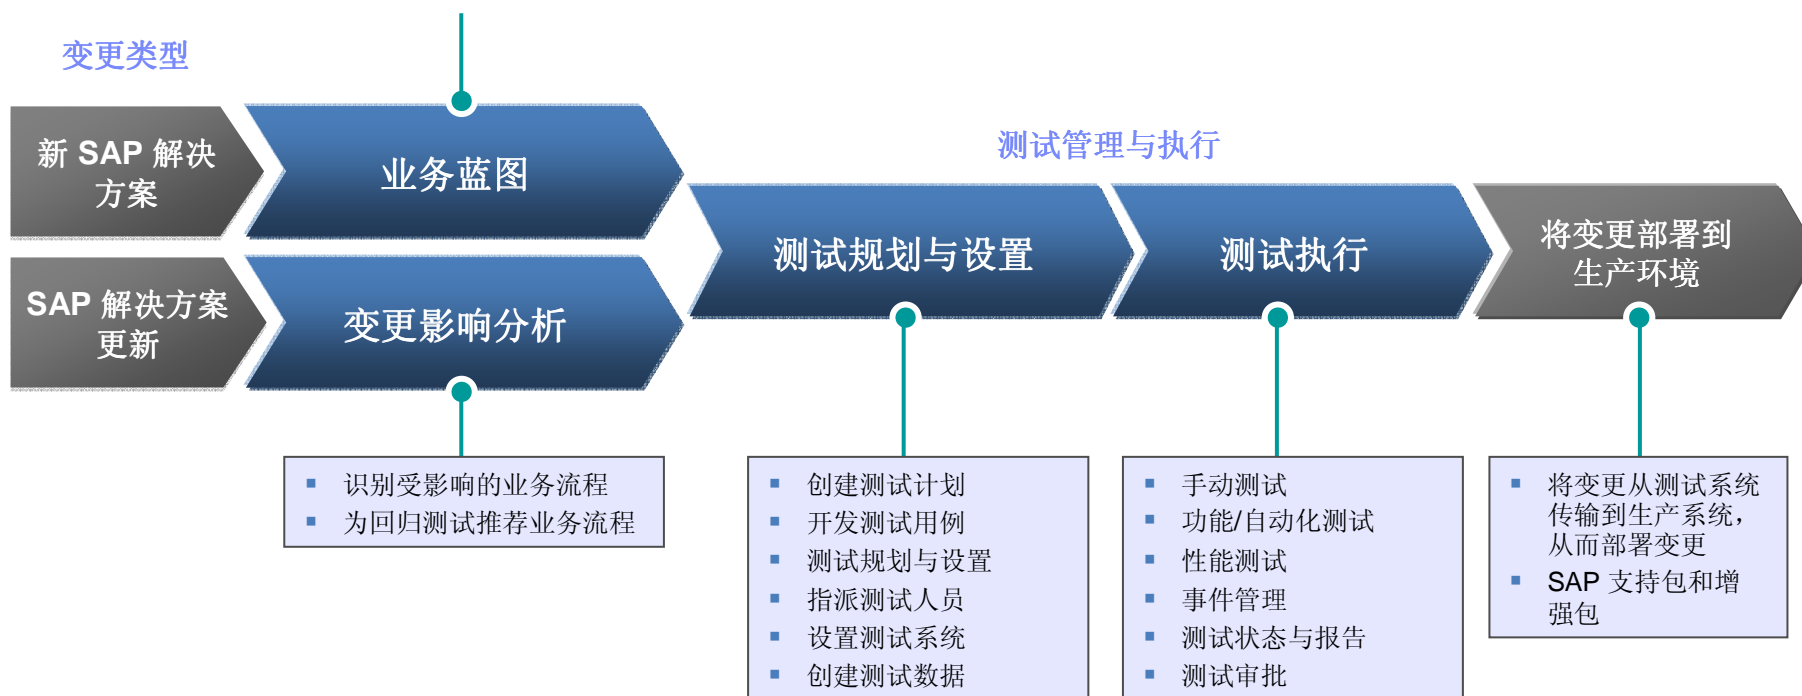 变更类型
新 SAP 解决
方案
业务蓝图
测试管理与执行
SAP 解决方案
更新
变更影响分析
测试规划与设置
测试执行
将变更部署到
生产环境
识别受影响的业务流程
为回归测试推荐业务流程
创建测试计划
开发测试用例
测试规划与设置
指派测试人员
设置测试系统
创建测试数据
手动测试
功能/自动化测试
性能测试
事件管理
测试状态与报告
测试审批
将变更从测试系统
传输到生产系统，
从而部署变更
SAP 支持包和增
强包